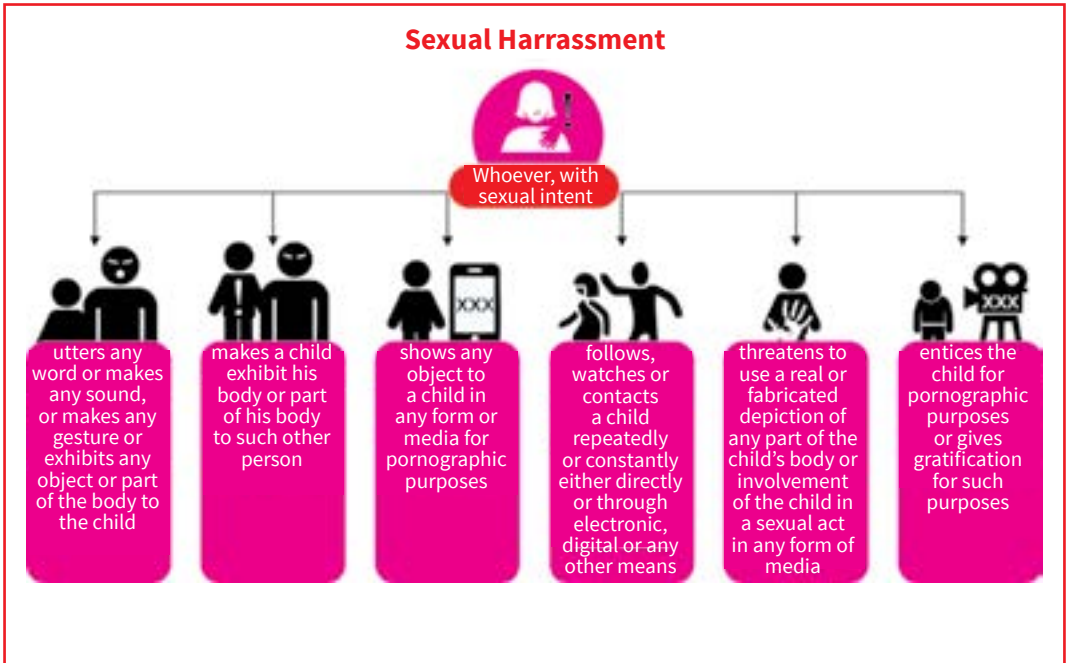 Sexual Harrassment
Whoever, with
sexual intent
XXX
XXX
utters any
word or makes
any sound,
or makes any
gesture or
exhibits any
object or part
of the body to
the child
makes a child
exhibit his
body or part
of his body
to such other
person
shows any
object to
a child in
any form or
media for
pornographic
purposes
follows,
watches or
contacts
a child
repeatedly
or constantly
either directly
or through
electronic,
digital or any
other means
threatens to
use a real or
fabricated
depiction of
any part of the
child’s body or
involvement
of the child in
a sexual act
in any form of
media
entices the
child for
pornographic
purposes
or gives
gratification
for such
purposes